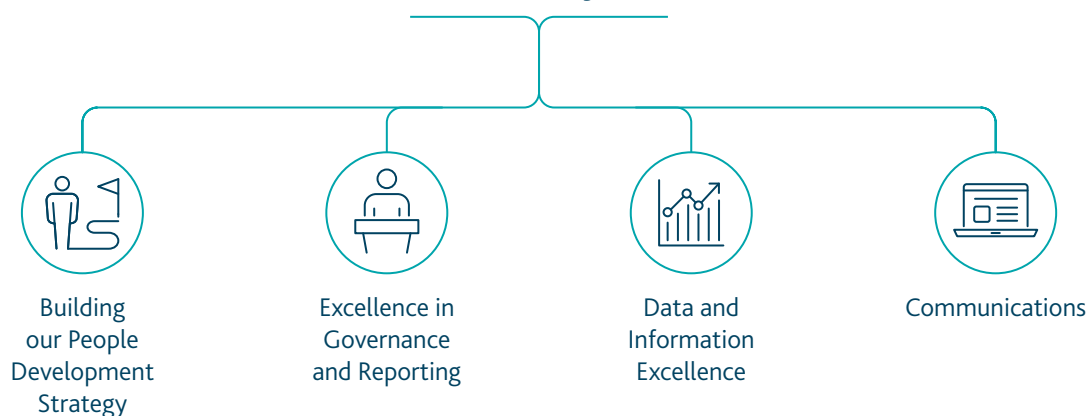 Building
our People
Development
Strategy
Excellence in
Governance
and Reporting
Data and
Information
Excellence
Communications